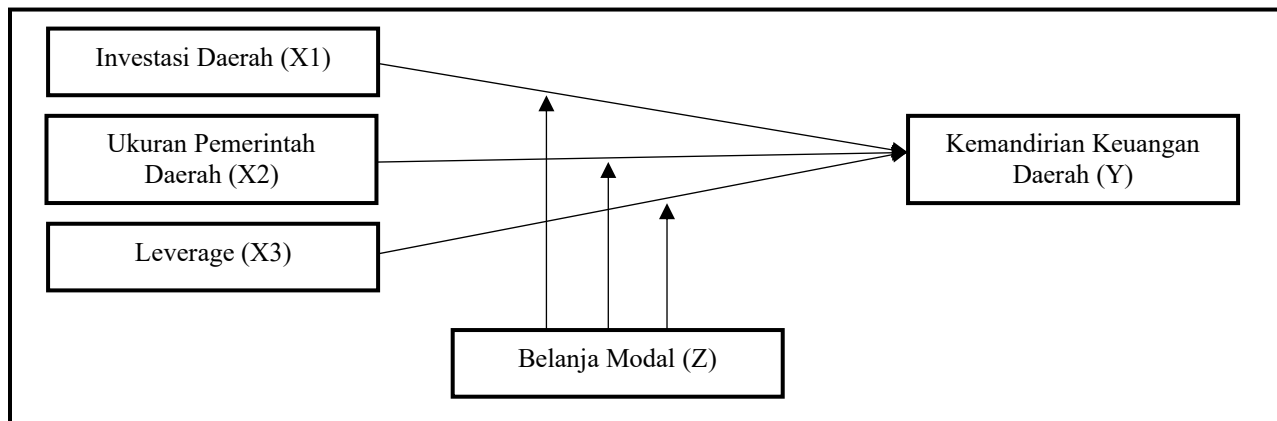 Investasi Daerah (X1)
Ukuran Pemerintah
Daerah (X2)
Leverage (X3)
Kemandirian Keuangan
Daerah (Y)
Belanja Modal (Z)